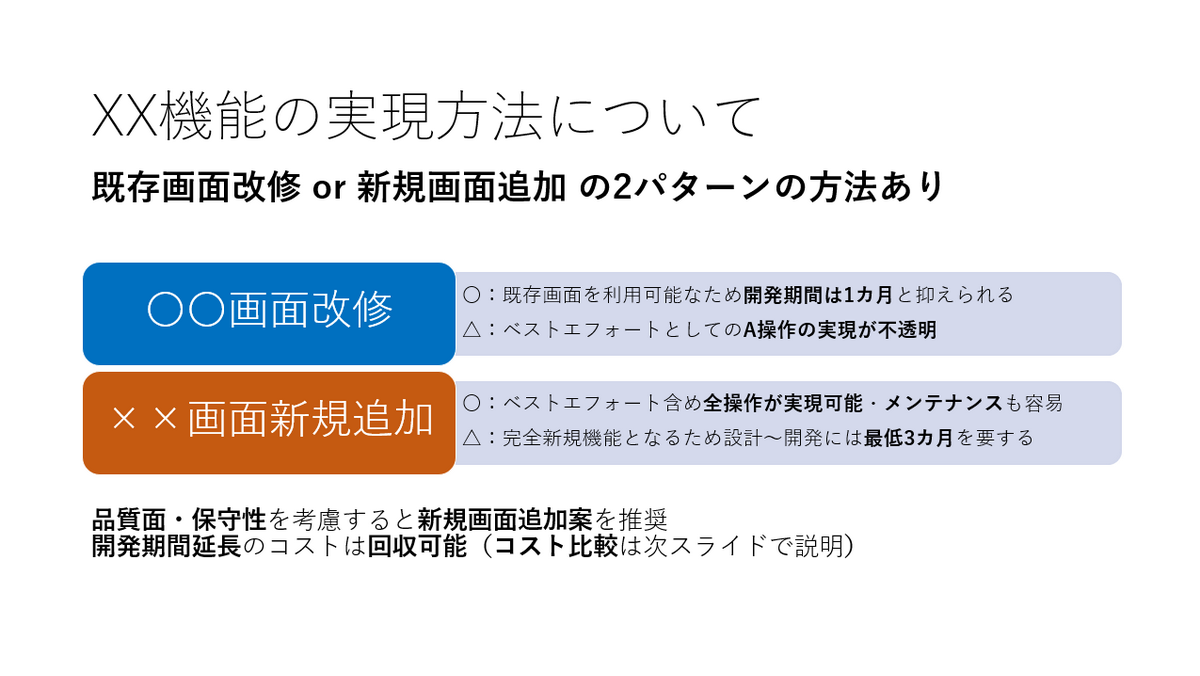 XX機能の実現方法について
既存画面改修 or 新規画面追加 の2パターンの方法あり
〇〇画面改修
〇：既存画面を利用可能なため開発期間は1カ月と抑えられる
△：ベストエフォートとしてのA操作の実現が不透明
××画面新規追加
〇：ベストエフォート含め全操作が実現可能・メンテナンスも容易
△：完全新規機能となるため設計～開発には最低3カ月を要する
品質面・保守性を考慮すると新規画面追加案を推奨
開発期間延長のコストは回収可能（コスト比較は次スライドで説明）